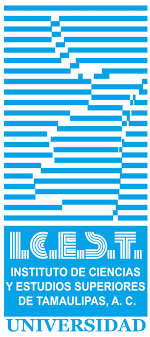 I.C.E.S.T.
INSTITUTO DE CIENCIAS
Y ESTUDIOS SUPERIORES
DE TAMAULIPAS, A. C.
UNIVERSIDAD